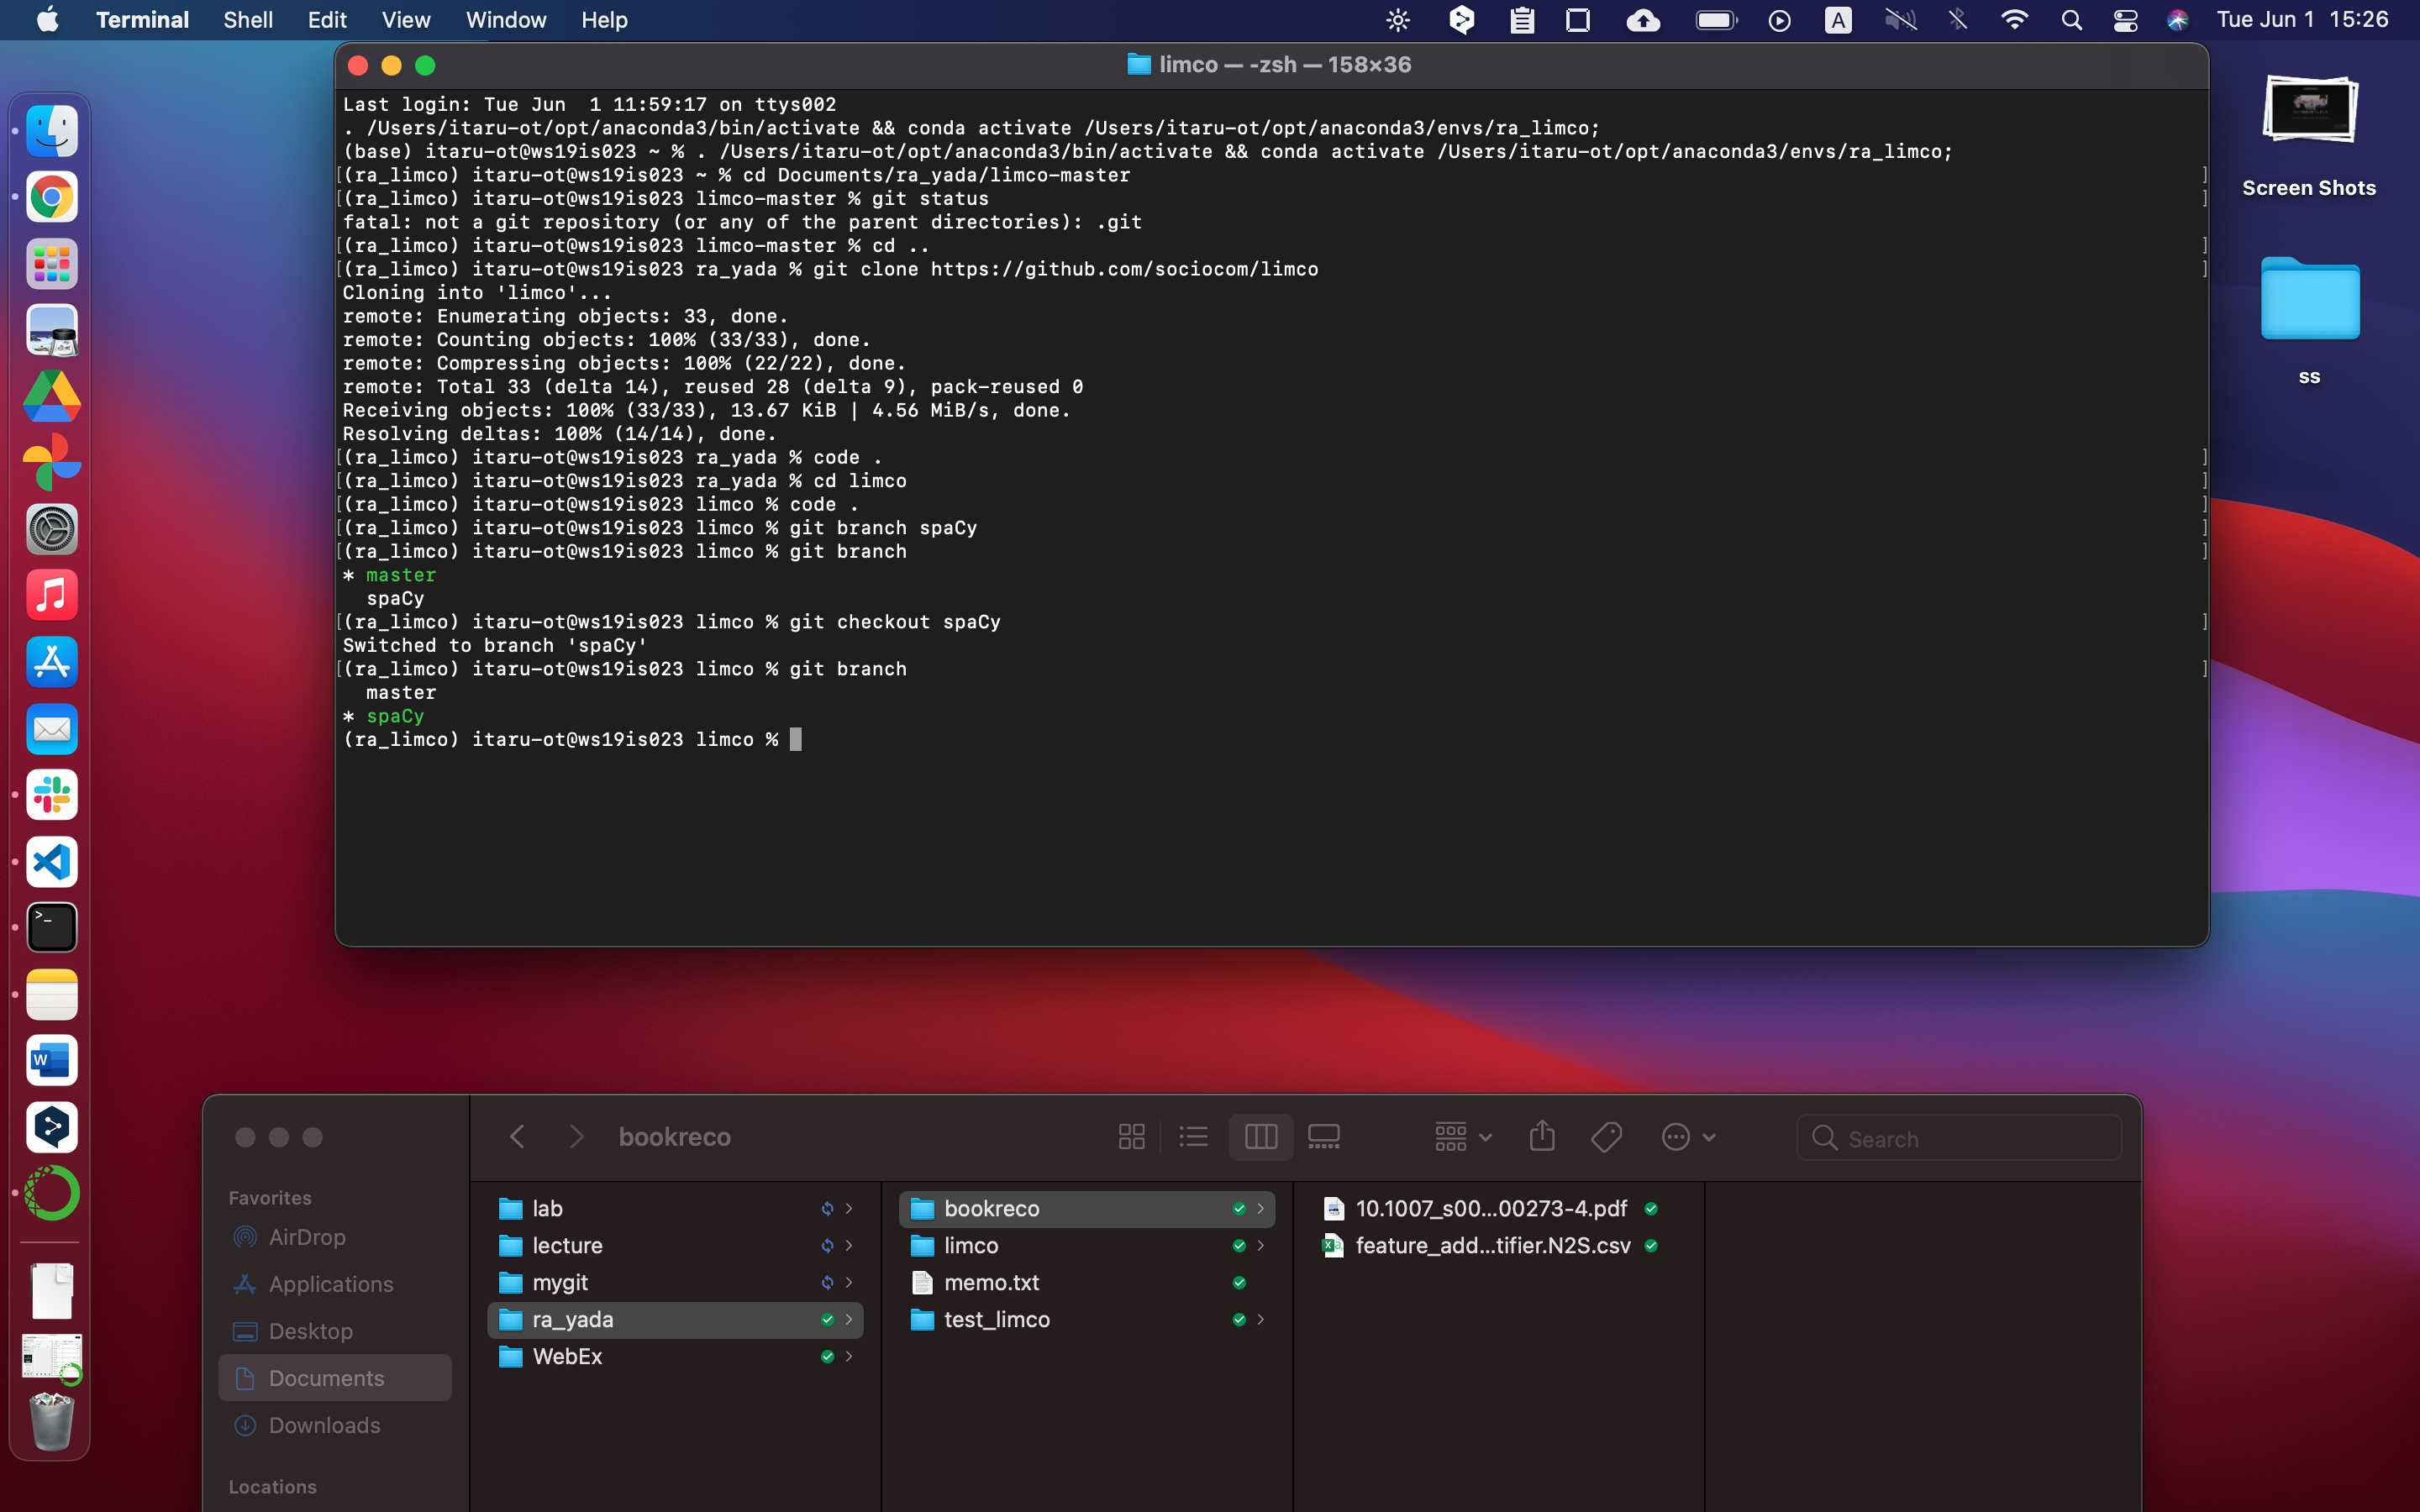 Terminal Shell Edit View Window Help A Tue Jun 1 15:26
limco — -zsh — 158×36
Last login: Tue Jun  1 11:59:17 on ttys002
. /Users/itaru-ot/opt/anaconda3/bin/activate && conda activate /Users/itaru-ot/opt/anaconda3/envs/ra_limco;
(base) itaru-ot@ws19is023 ~ % . /Users/itaru-ot/opt/anaconda3/bin/activate && conda activate /Users/itaru-ot/opt/anaconda3/envs/ra_limco;
[(ra_limco) itaru-ot@ws19is023 ~ % cd Documents/ra_yada/limco-master ]
[(ra_limco) itaru-ot@ws19is023 limco-master % git status ]
fatal: not a git repository (or any of the parent directories): .git
[(ra_limco) itaru-ot@ws19is023 limco-master % cd .. ]
[(ra_limco) itaru-ot@ws19is023 ra_yada % git clone https://github.com/sociocom/limco ]
Cloning into 'limco'...
remote: Enumerating objects: 33, done.
remote: Counting objects: 100% (33/33), done.
remote: Compressing objects: 100% (22/22), done.
remote: Total 33 (delta 14), reused 28 (delta 9), pack-reused 0
Receiving objects: 100% (33/33), 13.67 KiB | 4.56 MiB/s, done.
Resolving deltas: 100% (14/14), done.
[(ra_limco) itaru-ot@ws19is023 ra_yada % code . ]
[(ra_limco) itaru-ot@ws19is023 ra_yada % cd limco ]
[(ra_limco) itaru-ot@ws19is023 limco % code . ]
[(ra_limco) itaru-ot@ws19is023 limco % git branch spaCy ]
[(ra_limco) itaru-ot@ws19is023 limco % git branch ]
* master
spaCy
[(ra_limco) itaru-ot@ws19is023 limco % git checkout spaCy ]
Switched to branch 'spaCy'
[(ra_limco) itaru-ot@ws19is023 limco % git branch ]
master
* spaCy
(ra_limco) itaru-ot@ws19is023 limco %
Screen Shots
ss
bookreco
Search
Favorites
AirDrop
Applications
Desktop
Documents
Downloads
Locations
lab
lecture
mygit
ra_yada
WebEx
bookreco
limco
memo.txt
test_limco
10.1007_s00...00273-4.pdf
feature_add...tifier.N2S.csv
>_
W